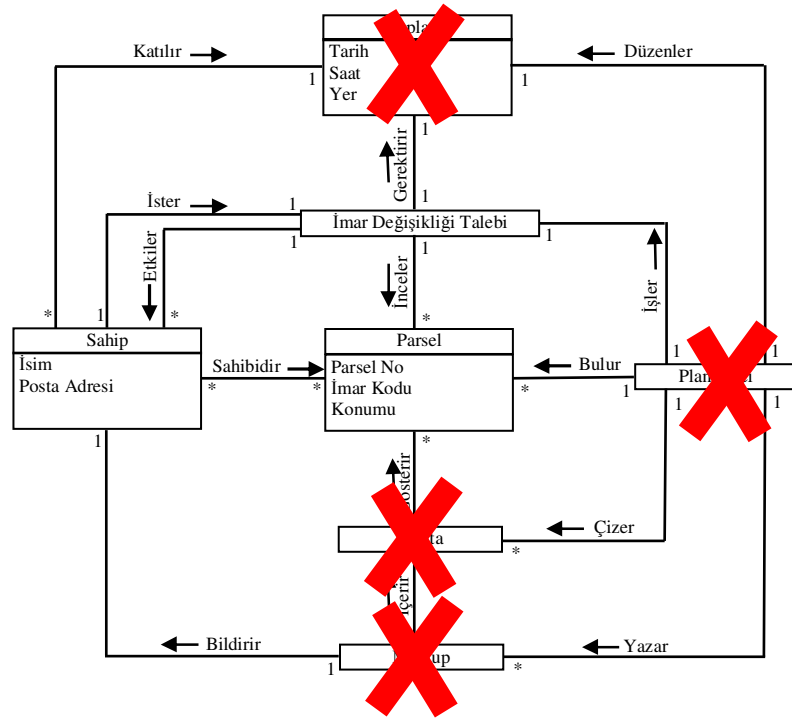 Katılır
Düzenler
Tarih
Saat
Yer
1
1
1
Gerektirir
İster
1
1
İmar Değişikliği Talebi
1
1
1
Etkiler
İnceler
İşler
*
1
*
*
1
1
Sahip
Parsel
İsim
Posta Adresi
Sahibidir
Parsel No
İmar Kodu
Konumu
Bulur
*
*
*
1
1
1
1
*
Çizer
*
Bildirir
Yazar
1
*